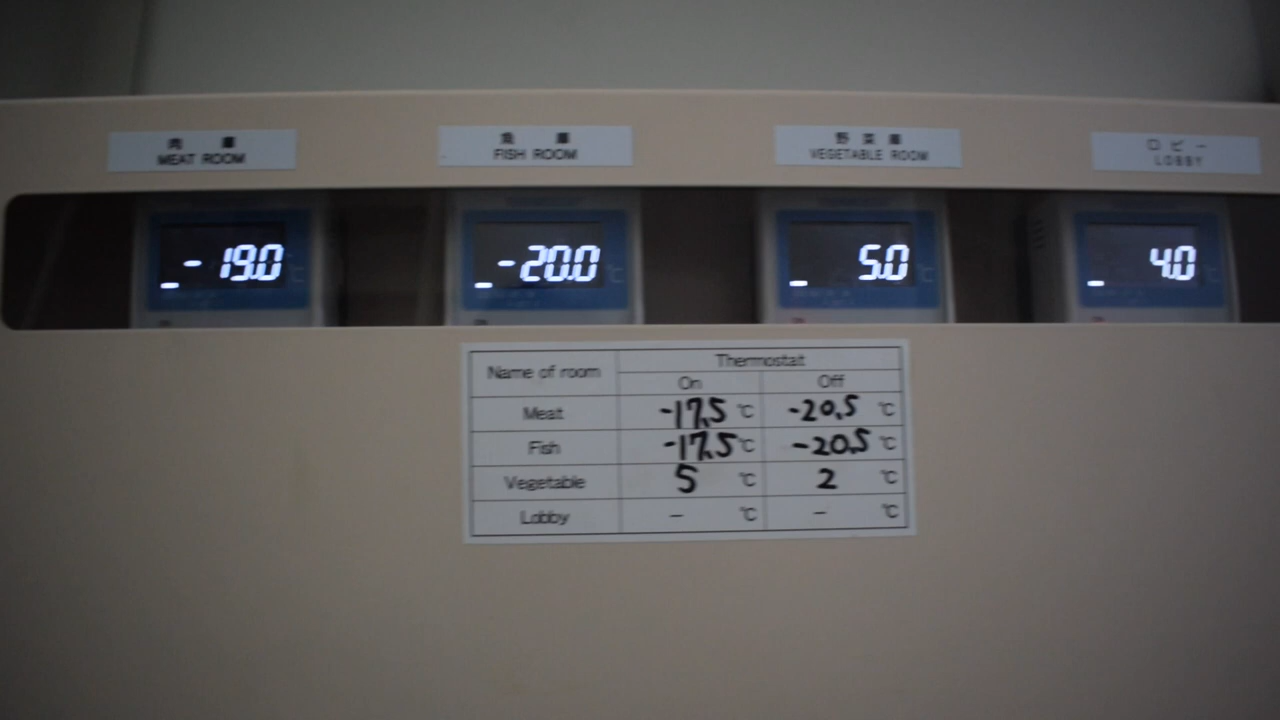 肉 庫
MEAT ROOM
魚 庫
FISH ROOM
野 菜 庫
VEGETABLE ROOM
ロ ビ ー
LOBBY
-19.0 °C
-20.0 °C
5.0
4.0
Name of room Thermostat
On Off
Meat -17.5 °C -20.5 °C
Fish -17.5 °C -20.5 °C
Vegetable 5 °C 2 °C
Lobby - °C - °C